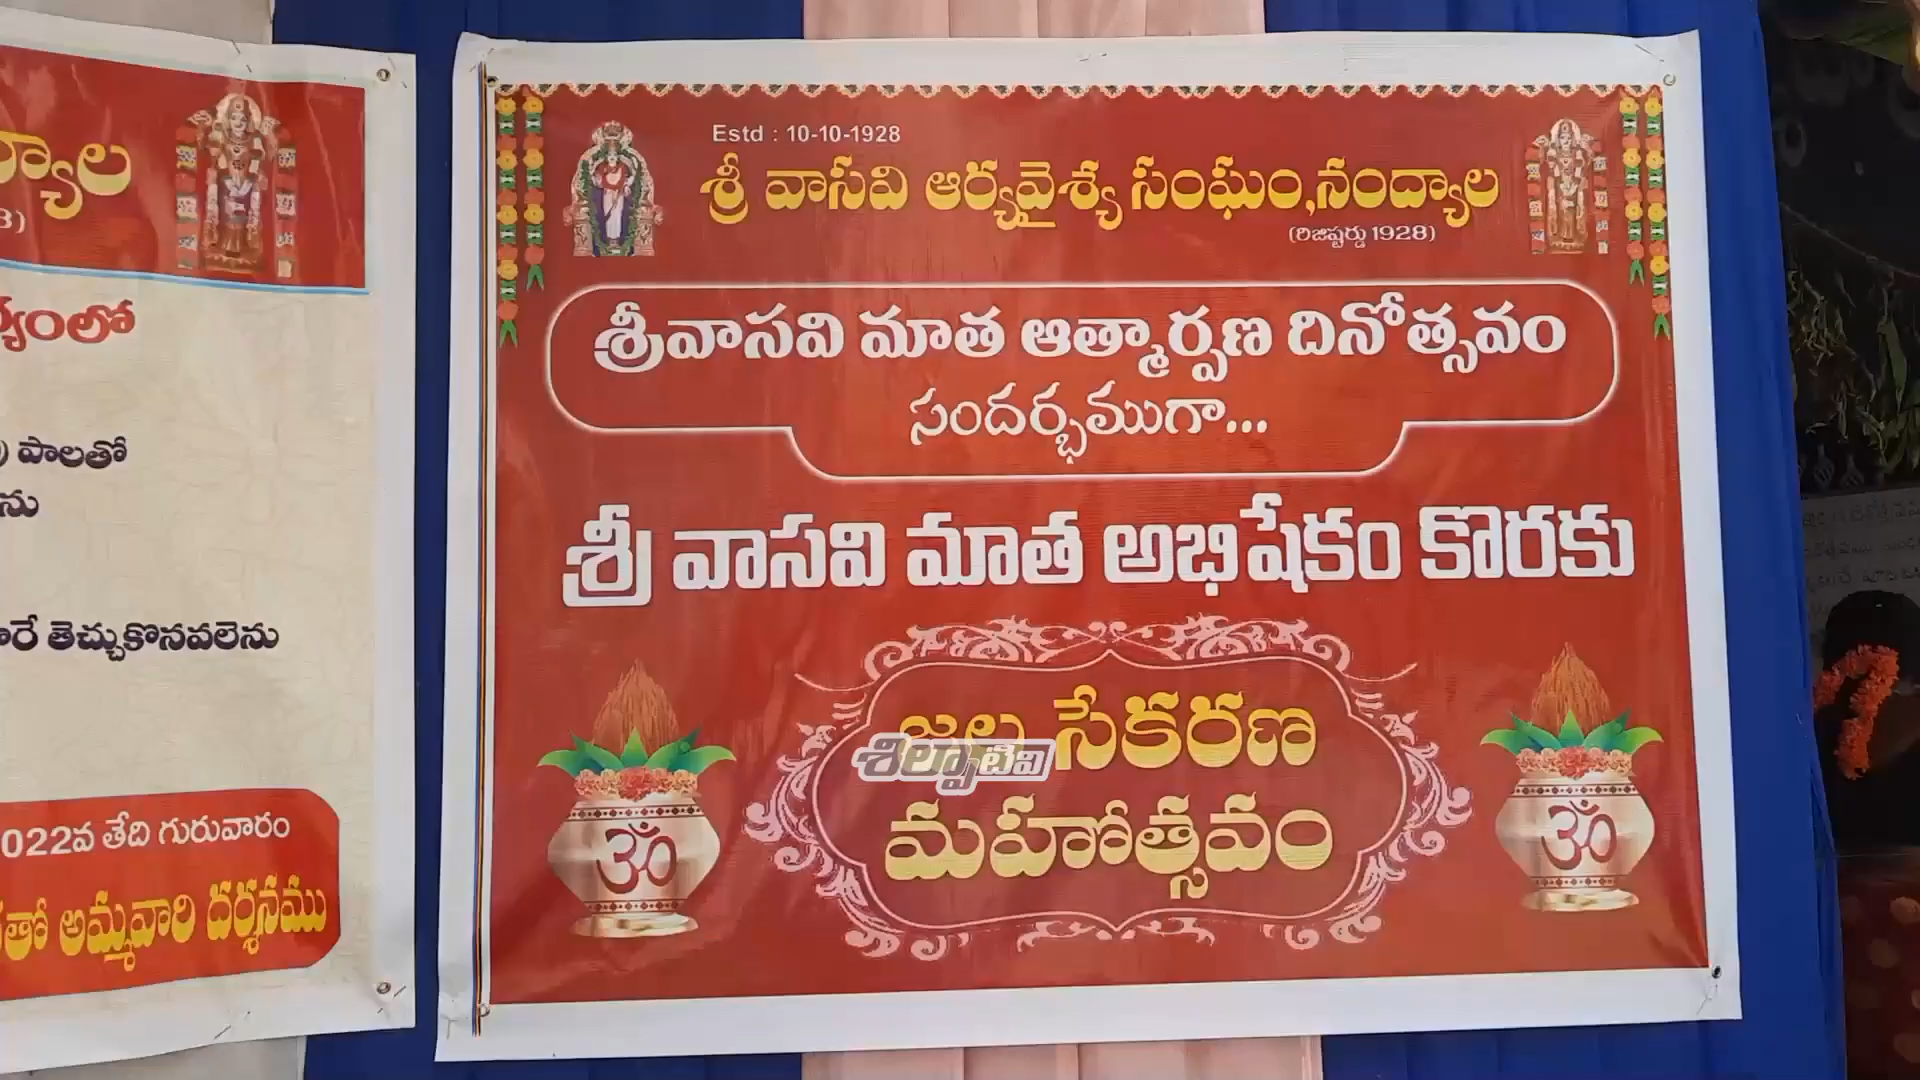 ్యాల
్యంలో
పాలతో
ను
తెచ్చుకొనవలెను
022వ తేది గురువారం
తో అమ్మవారి దర్శనము
Estd : 10-10-1928
శ్రీ వాసవి ఆర్యవైశ్య సంఘం,నంద్యాల
(రిజిష్టర్డు 1928)
శ్రీవాసవి మాత ఆత్మార్పణ దినోత్సవం
సందర్భముగా...
శ్రీ వాసవి మాత అభిషేకం కొరకు
జల సేకరణ
శిల్పాటివి
మహోత్సవం